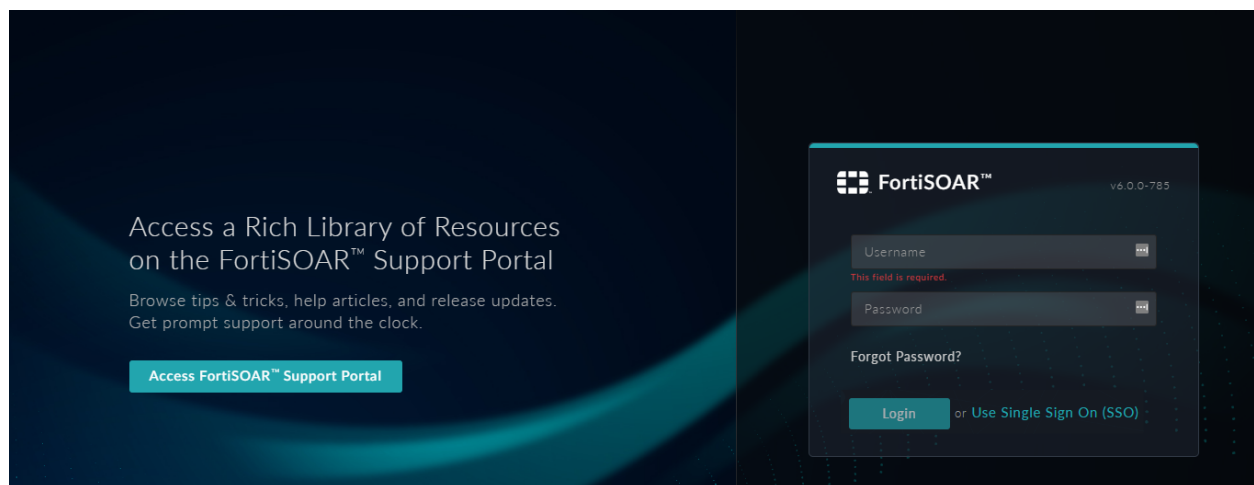 Access a Rich Library of Resources
on the FortiSOAR™ Support Portal
Browse tips & tricks, help articles, and release updates.
Get prompt support around the clock.
Access FortiSOAR™ Support Portal
FortiSOAR™
v6.0.0-785
Username
This field is required.
Password
Forgot Password?
Login or Use Single Sign On (SSO)